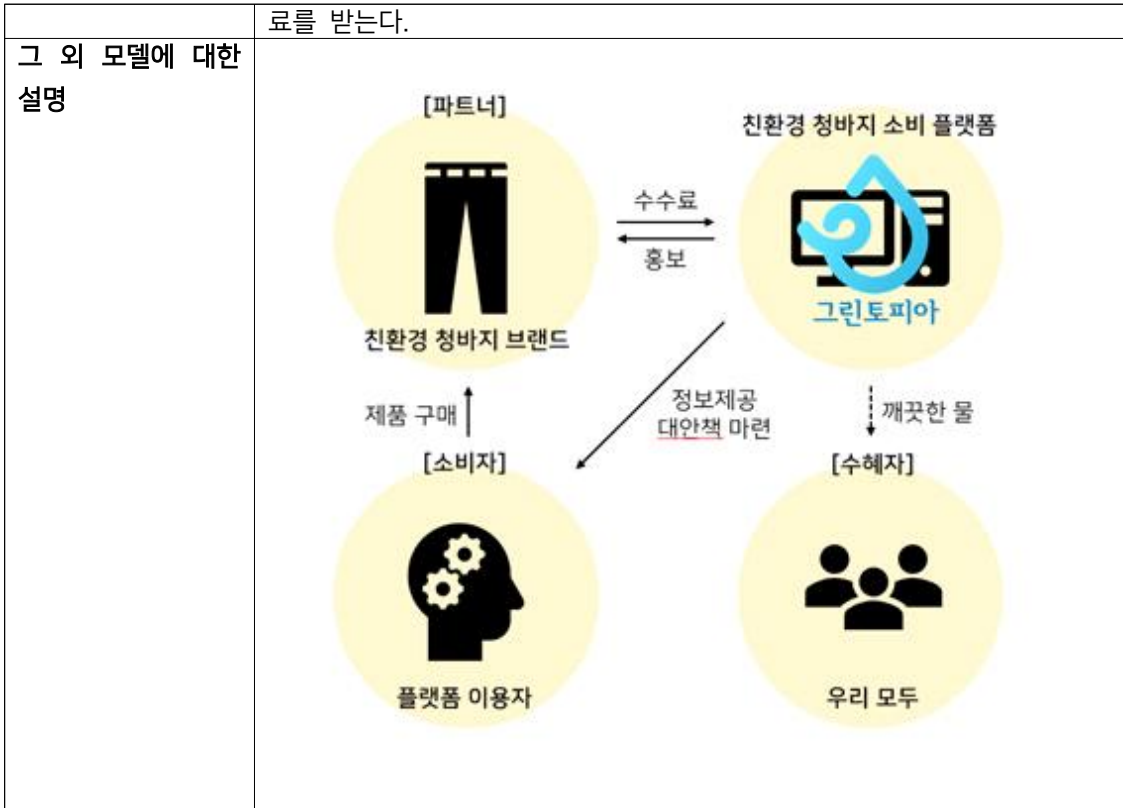 료를 받는다.
그 외 모델에 대한
설명
[파트너]
친환경 청바지 브랜드
수수료
홍보
친환경 청바지 소비 플랫폼
그린토피아
제품 구매
정보제공
대안책 마련
깨끗한 물
[소비자]
플랫폼 이용자
[수혜자]
우리 모두